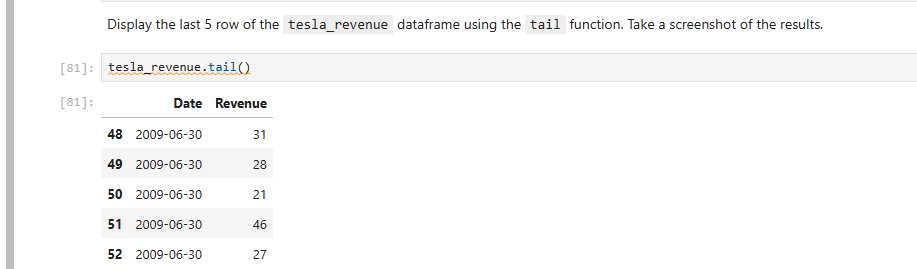 Display the last 5 row of the tesla_revenue dataframe using the tail function. Take a screenshot of the results.
[81]: tesla_revenue.tail()
[81]: Date Revenue
48 2009-06-30 31
49 2009-06-30 28
50 2009-06-30 21
51 2009-06-30 46
52 2009-06-30 27